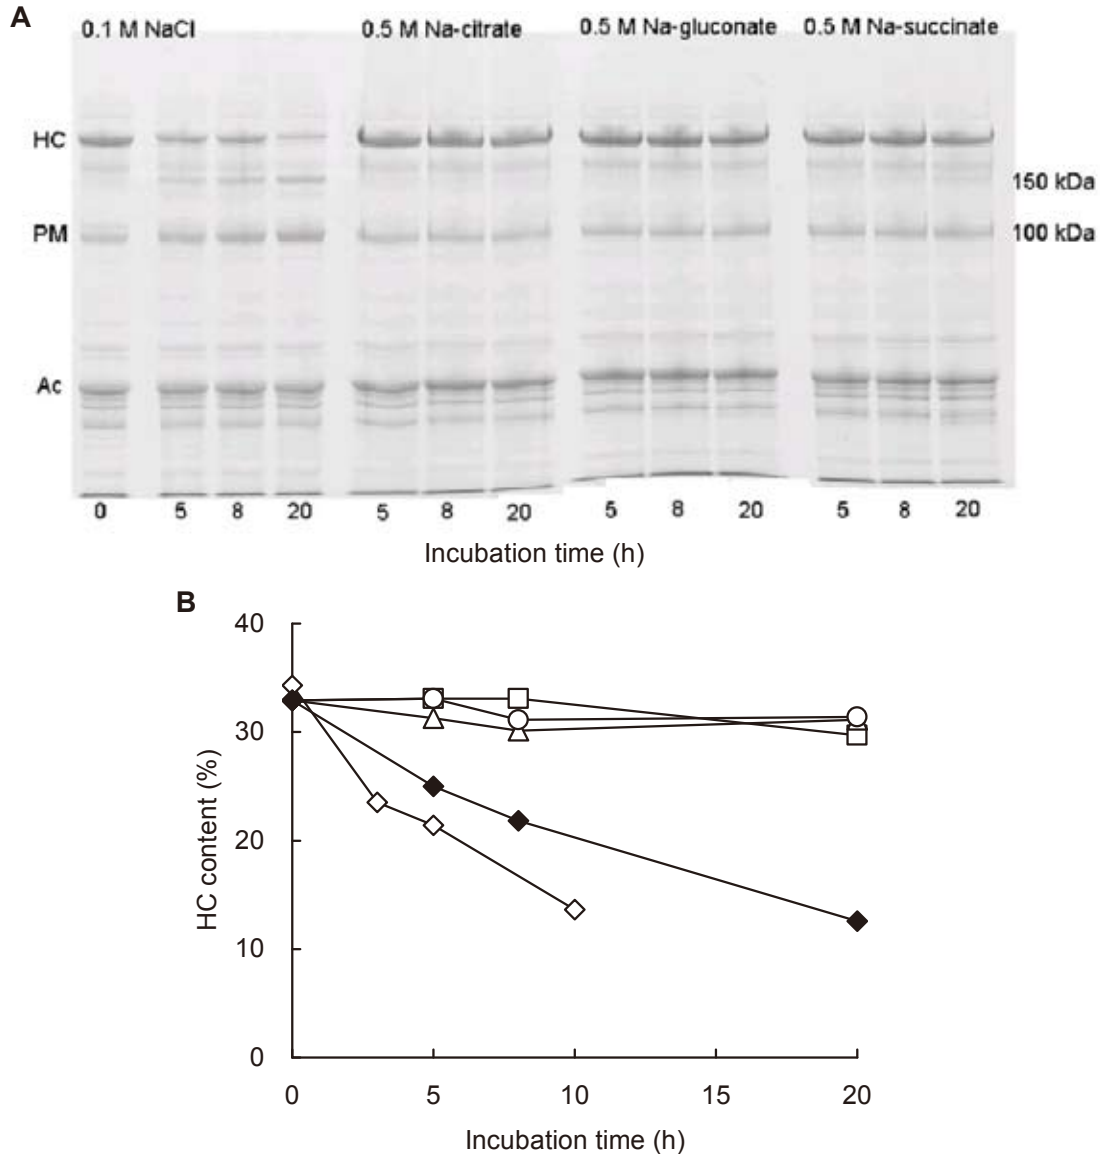 A
0.1 M NaCl 0.5 M Na-citrate 0.5 M Na-gluconate 0.5 M Na-succinate
HC
150 kDa
PM 100 kDa
Ac
0 5 8 20 5 8 20 5 8 20 5 8 20
Incubation time (h)
B
40
30
20
10
0
HC content (%)
0 5 10 15 20
Incubation time (h)